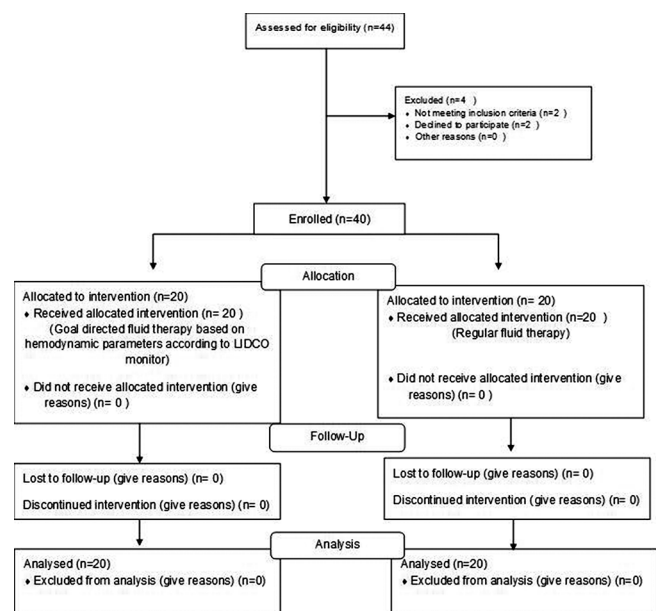 Assessed for eligibility (n=44)
Excluded (n=4 )
♦ Not meeting inclusion criteria (n=2 )
♦ Declined to participate (n=2 )
♦ Other reasons (n=0 )
Enrolled (n=40)
Allocation
Allocated to intervention (n=20)
♦ Received allocated intervention (n= 20 )
(Goal directed fluid therapy based on
hemodynamic parameters according to LIDCO
monitor)
♦ Did not receive allocated intervention (give
reasons) (n= 0 )
Allocated to intervention (n= 20)
♦ Received allocated intervention (n=20 )
(Regular fluid therapy)
♦ Did not receive allocated intervention (give
reasons) (n= 0 )
Follow-Up
Lost to follow-up (give reasons) (n= 0)
Discontinued intervention (give reasons) (n= 0)
Lost to follow-up (give reasons) (n= 0)
Discontinued intervention (give reasons) (n= 0)
Analysis
Analysed (n=20)
♦ Excluded from analysis (give reasons) (n=0)
Analysed (n=20)
♦ Excluded from analysis (give reasons) (n=0)